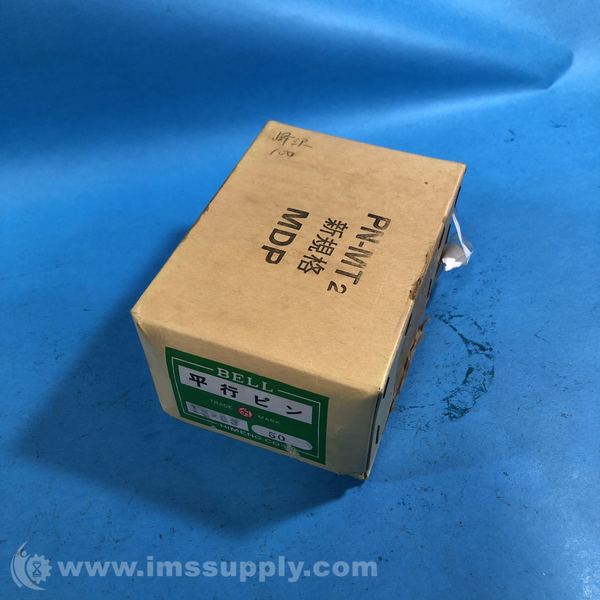 100
PN-MT2
新規格
MDP
BELL
平行ピン
TRADE MARK
50
HIMENO.CO
www.imssupply.com